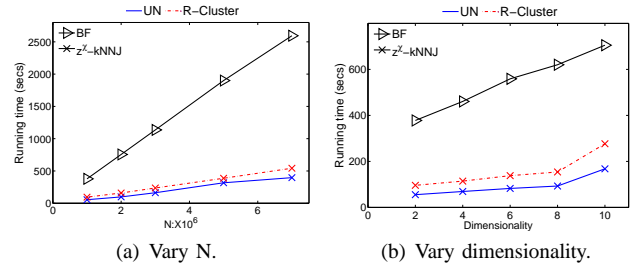 UN R-Cluster
BF
zχ-kNNJ
Running time (secs)
2500
2000
1500
1000
500
0
0 2 4 6
N:X10^6
(a) Vary N.
UN R-Cluster
BF
zχ-kNNJ
Running time (secs)
600
400
200
0
0 2 4 6 8 10
Dimensionality
(b) Vary dimensionality.